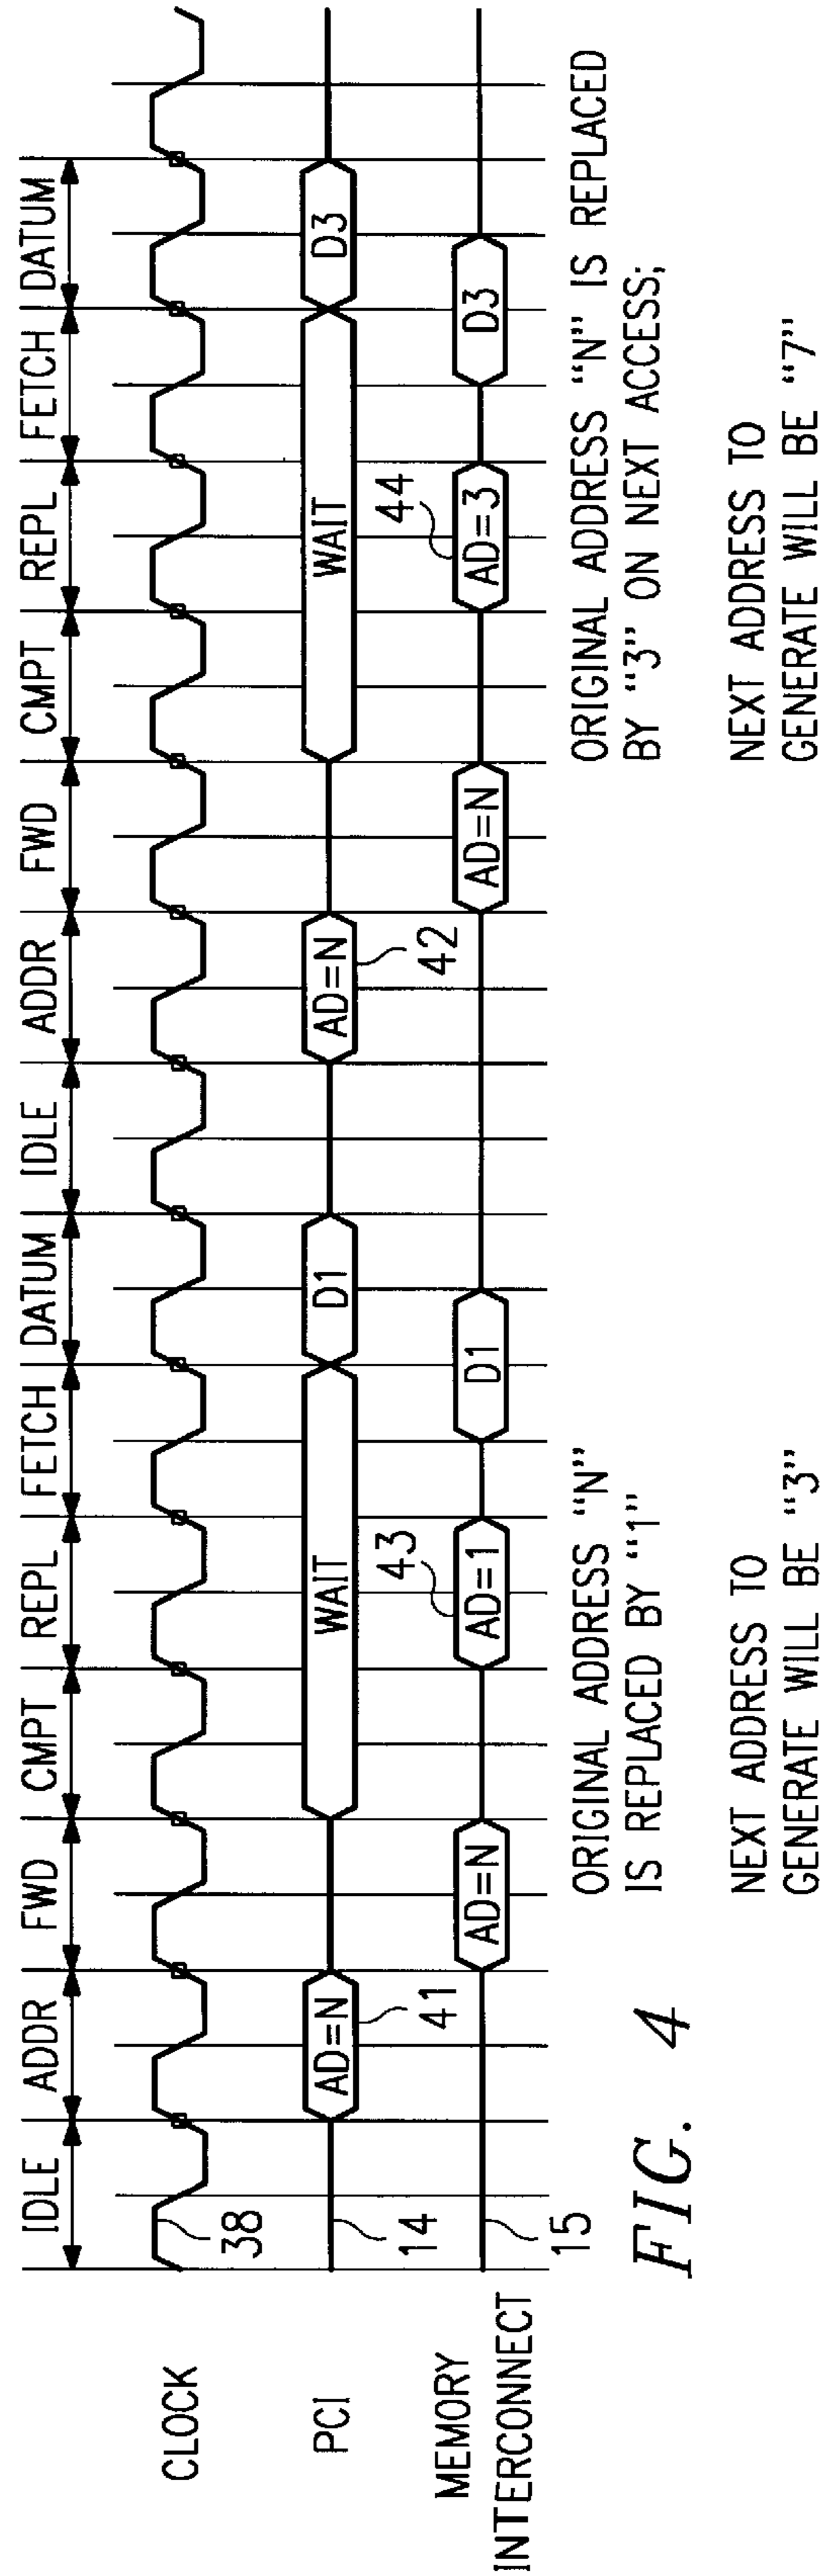 IDLE ADDR FWD CMPT REPL FETCH DATUM IDLE ADDR FWD CMPT REPL FETCH DATUM
CLOCK
38
PCI
14
AD=N
41
WAIT
D1
AD=N
42
WAIT
D3
MEMORY
INTERCONNECT
15
AD=N
AD=1
43
D1
AD=N
AD=3
44
D3
ORIGINAL ADDRESS “N”
IS REPLACED BY “1”
NEXT ADDRESS TO
GENERATE WILL BE “3”
ORIGINAL ADDRESS “N” IS REPLACED
BY “3” ON NEXT ACCESS;
NEXT ADDRESS TO
GENERATE WILL BE “7”
FIG. 4